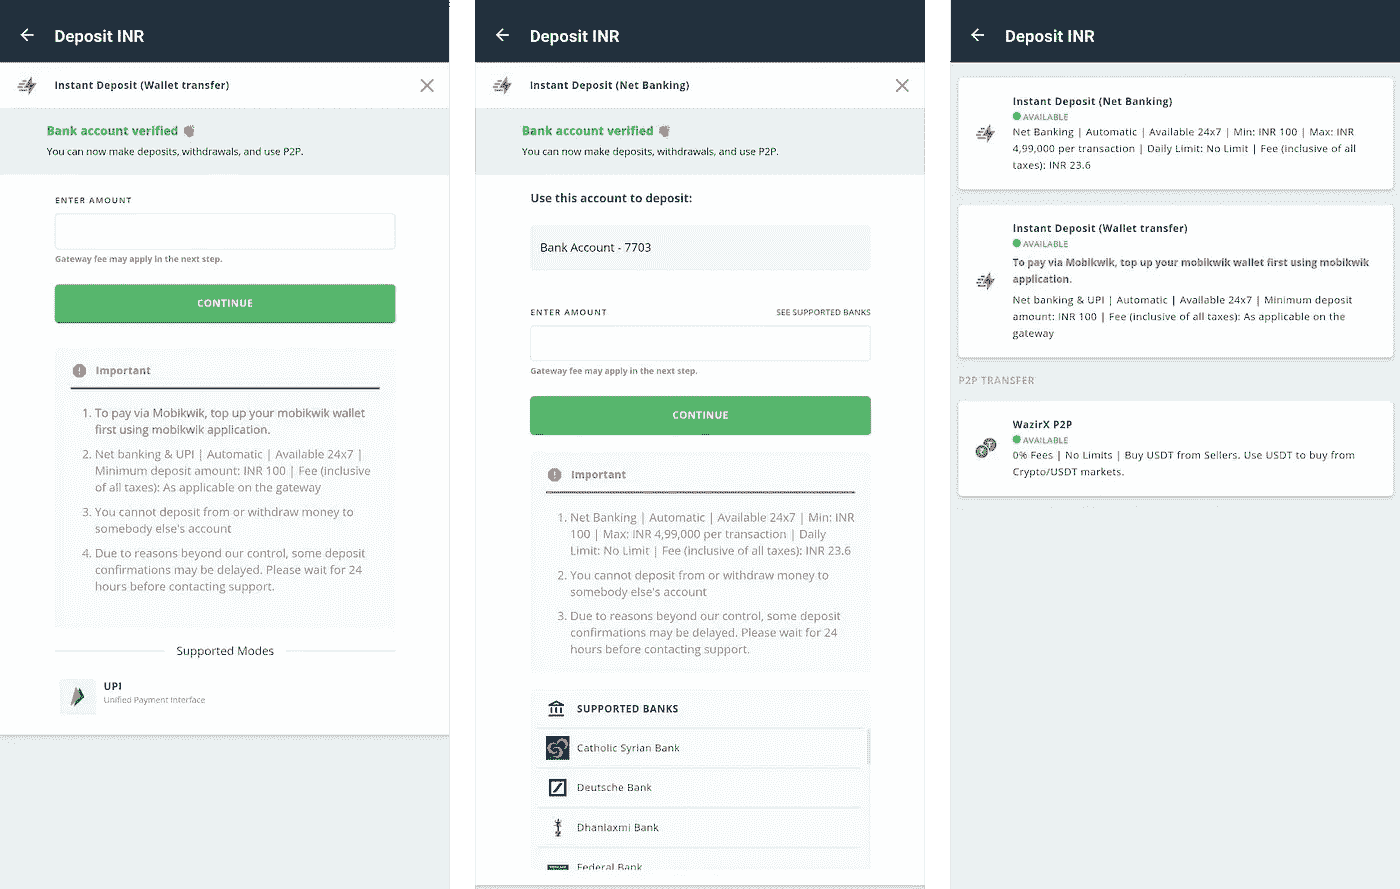 Deposit INR
Instant Deposit (Wallet transfer)
Bank account verified
You can now make deposits, withdrawals, and use P2P.
ENTER AMOUNT
Gateway fee may apply in the next step.
CONTINUE
Important
1. To pay via Mobikwik, top up your mobikwik wallet
first using mobikwik application.
2. Net banking & UPI | Automatic | Available 24x7 |
Minimum deposit amount: INR 100 | Fee (inclusive
of all taxes): As applicable on the gateway
3. You cannot deposit from or withdraw money to
somebody else's account
4. Due to reasons beyond our control, some deposit
confirmations may be delayed. Please wait for 24
hours before contacting support.
Supported Modes
UPI
Unified Payment Interface
Deposit INR
Instant Deposit (Net Banking)
Bank account verified
You can now make deposits, withdrawals, and use P2P.
Use this account to deposit:
Bank Account - 7703
ENTER AMOUNT
SEE SUPPORTED BANKS
Gateway fee may apply in the next step.
CONTINUE
Important
1. Net Banking | Automatic | Available 24x7 | Min: INR
100 | Max: INR 4,99,000 per transaction | Daily
Limit: No Limit | Fee (inclusive of all taxes): INR 23.6
2. You cannot deposit from or withdraw money to
somebody else's account
3. Due to reasons beyond our control, some deposit
confirmations may be delayed. Please wait for 24
hours before contacting support.
SUPPORTED BANKS
Catholic Syrian Bank
Deutsche Bank
Dhanlaxmi Bank
Federal Bank
Deposit INR
Instant Deposit (Net Banking)
AVAILABLE
Net Banking | Automatic | Available 24x7 | Min: INR 100 | Max: INR
4,99,000 per transaction | Daily Limit: No Limit | Fee (inclusive of all
taxes): INR 23.6
Instant Deposit (Wallet transfer)
AVAILABLE
To pay via Mobikwik, top up your mobikwik wallet first using mobikwik
application.
Net banking & UPI | Automatic | Available 24x7 | Minimum deposit
amount: INR 100 | Fee (inclusive of all taxes): As applicable on the
gateway
P2P TRANSFER
WazirX P2P
AVAILABLE
0% Fees | No Limits | Buy USDT from Sellers. Use USDT to buy from
Crypto/USDT markets.